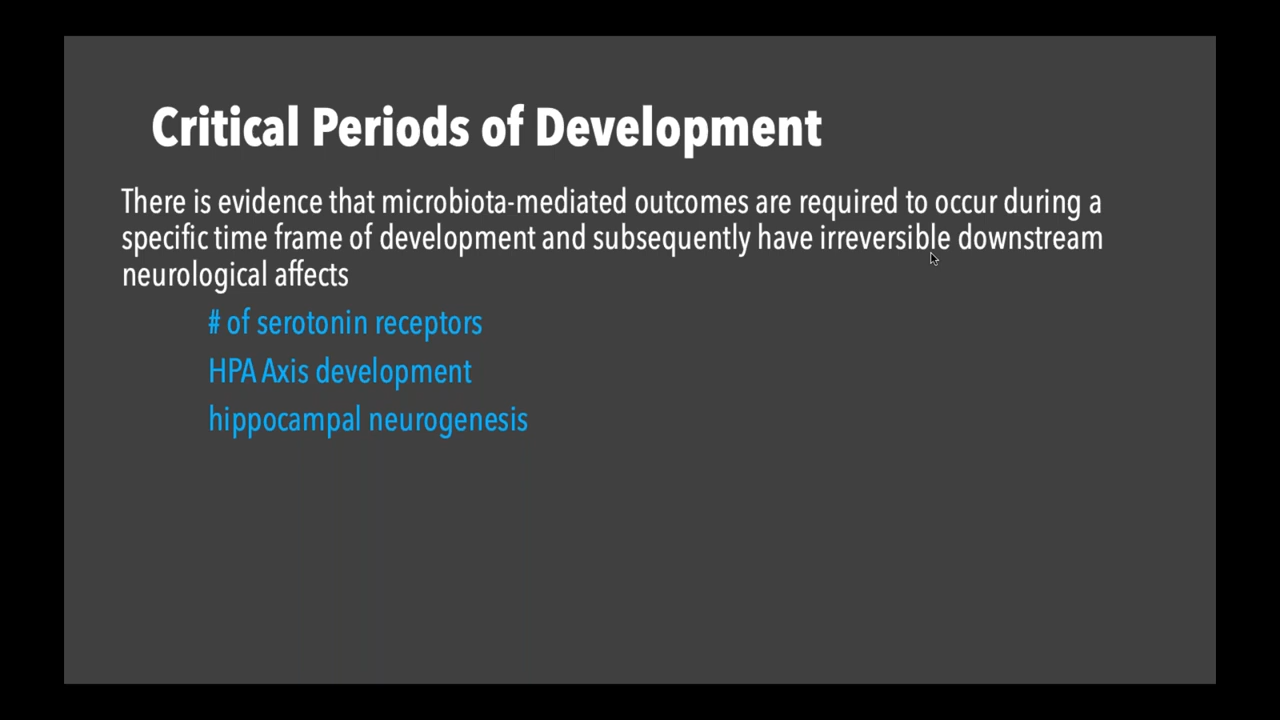 Critical Periods of Development
There is evidence that microbiota-mediated outcomes are required to occur during a
specific time frame of development and subsequently have irreversible downstream
neurological affects
# of serotonin receptors
HPA Axis development
hippocampal neurogenesis